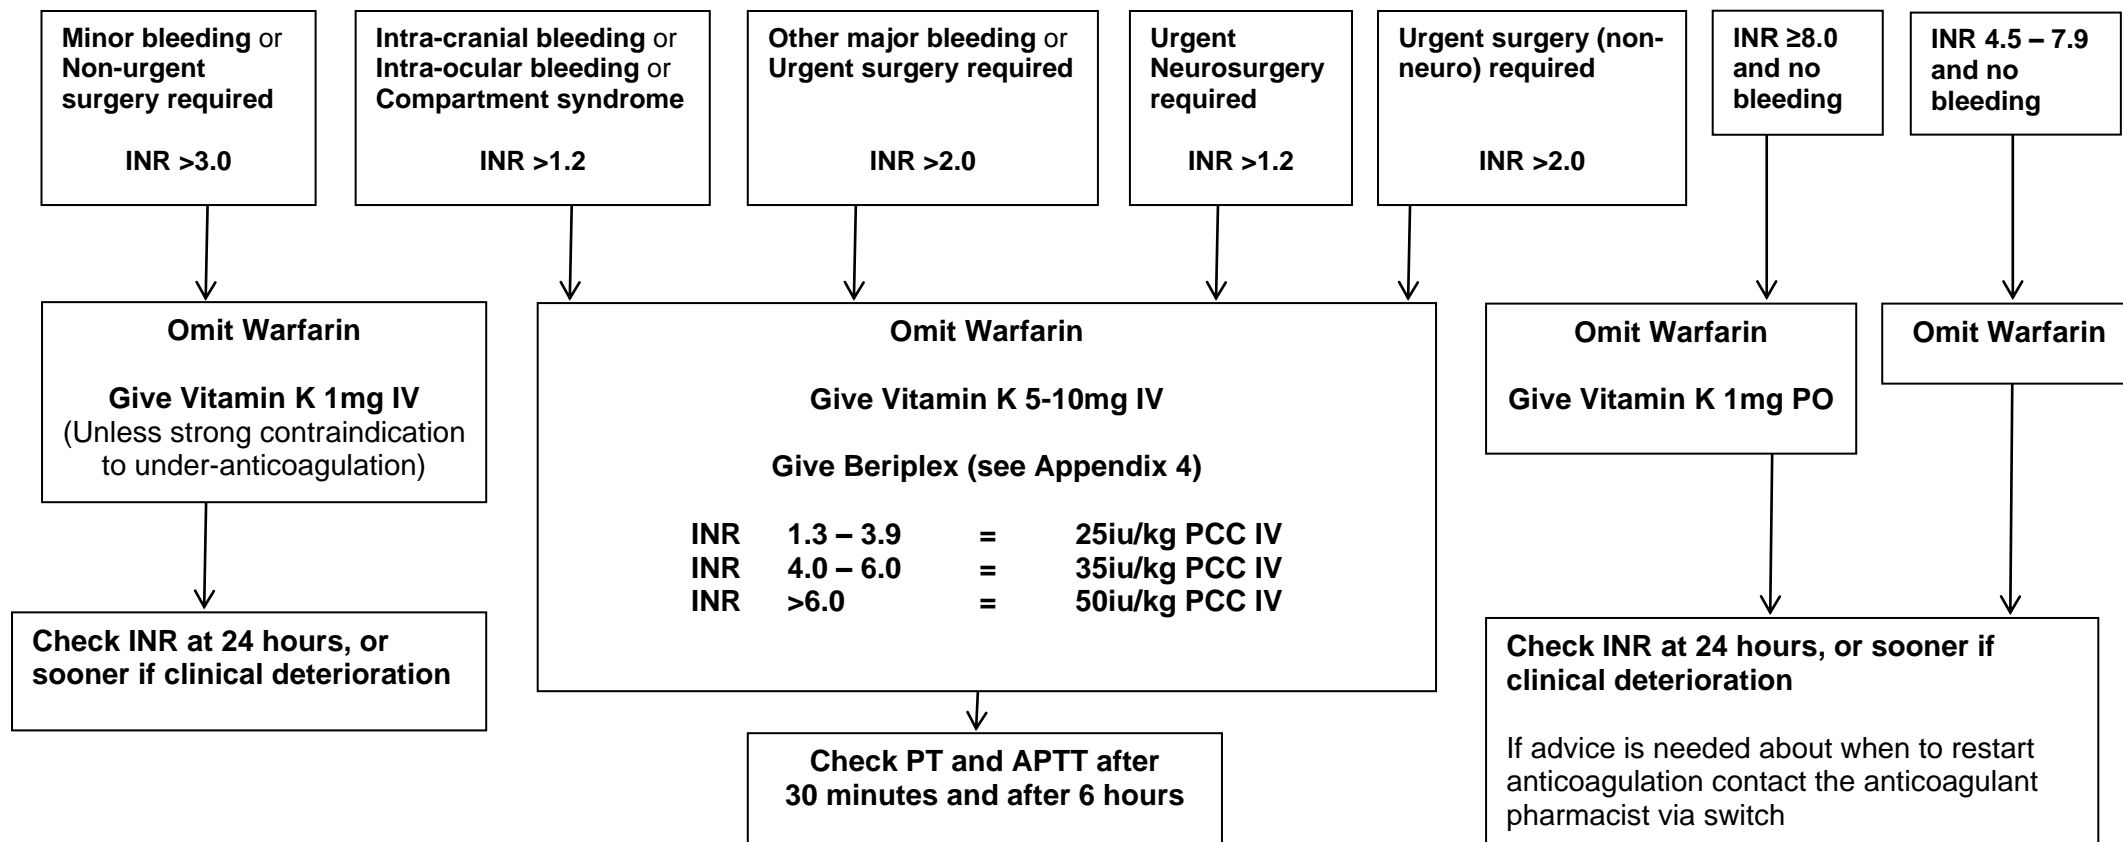 Minor bleeding or
Non-urgent
surgery required
INR >3.0
Intra-cranial bleeding or
Intra-ocular bleeding or
Compartment syndrome
INR >1.2
Other major bleeding or
Urgent surgery required
INR >2.0
Urgent
Neurosurgery
required
INR >1.2
Urgent surgery (non-
neuro) required
INR >2.0
INR ≥8.0
and no
bleeding
INR 4.5 – 7.9
and no
bleeding
Omit Warfarin
Give Vitamin K 1mg IV
(Unless strong contraindication
to under-anticoagulation)
Omit Warfarin
Give Vitamin K 5-10mg IV
Give Beriplex (see Appendix 4)
INR 1.3 – 3.9 = 25iu/kg PCC IV
INR 4.0 – 6.0 = 35iu/kg PCC IV
INR >6.0 = 50iu/kg PCC IV
Omit Warfarin
Give Vitamin K 1mg PO
Omit Warfarin
Check INR at 24 hours, or
sooner if clinical deterioration
Check PT and APTT after
30 minutes and after 6 hours
Check INR at 24 hours, or sooner if
clinical deterioration
If advice is needed about when to restart
anticoagulation contact the anticoagulant
pharmacist via switch